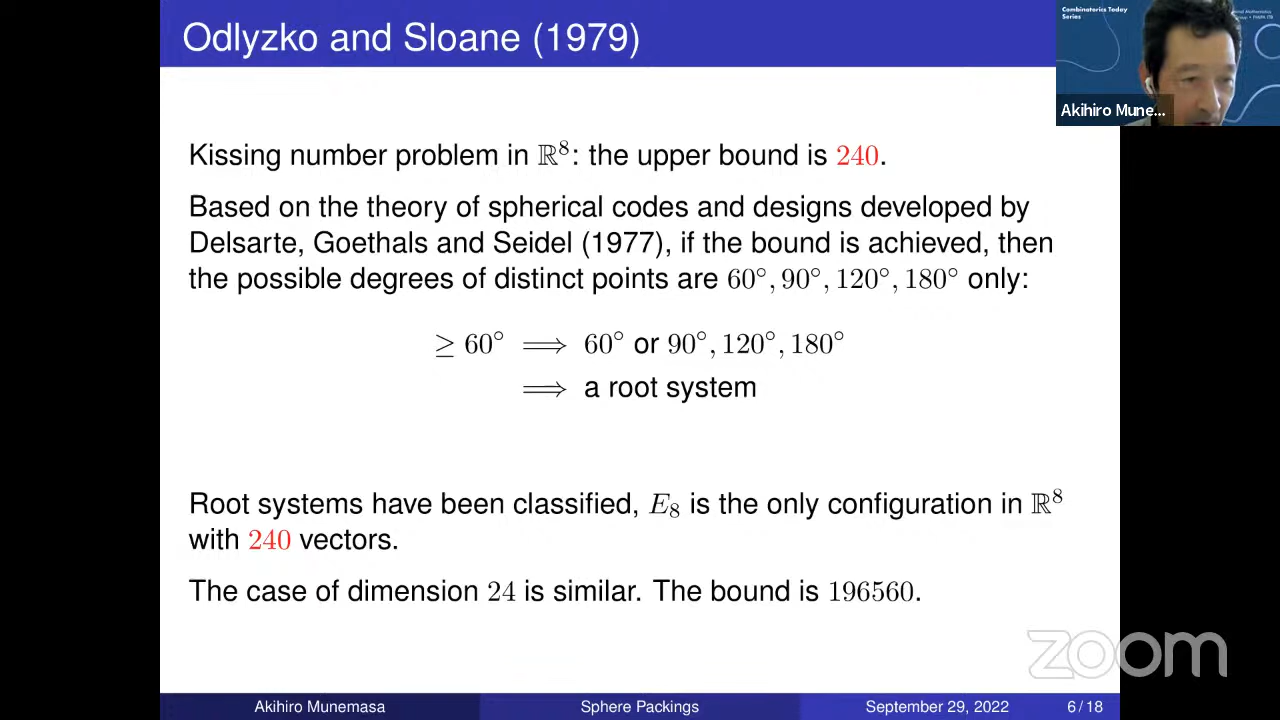 Odlyzko and Sloane (1979)
Combinatorics Today
Series
Group • FMIPA ITB
Akihiro Mune...
Kissing number problem in ℝ⁸: the upper bound is 240.
Based on the theory of spherical codes and designs developed by
Delsarte, Goethals and Seidel (1977), if the bound is achieved, then
the possible degrees of distinct points are 60°, 90°, 120°, 180° only:
≥ 60° ⟹ 60° or 90°, 120°, 180°
⟹ a root system
Root systems have been classified, E₈ is the only configuration in ℝ⁸
with 240 vectors.
The case of dimension 24 is similar. The bound is 196560.
zoom
Akihiro Munemasa Sphere Packings September 29, 2022 6 / 18